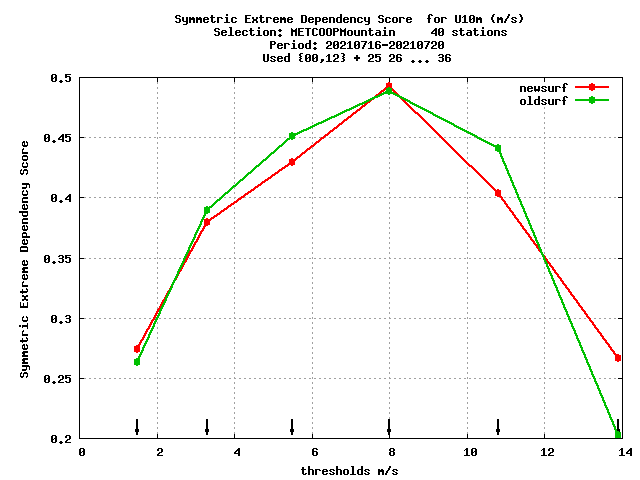 Symmetric Extreme Dependency Score  for U10m (m/s)
Selection: METCOOPMountain     40 stations
Period: 20210716-20210720
Used {00,12} + 25 26 ... 36
newsurf
oldsurf
0.5
0.45
0.4
0.35
0.3
0.25
0.2
Symmetric Extreme Dependency Score
0 2 4 6 8 10 12 14
thresholds m/s